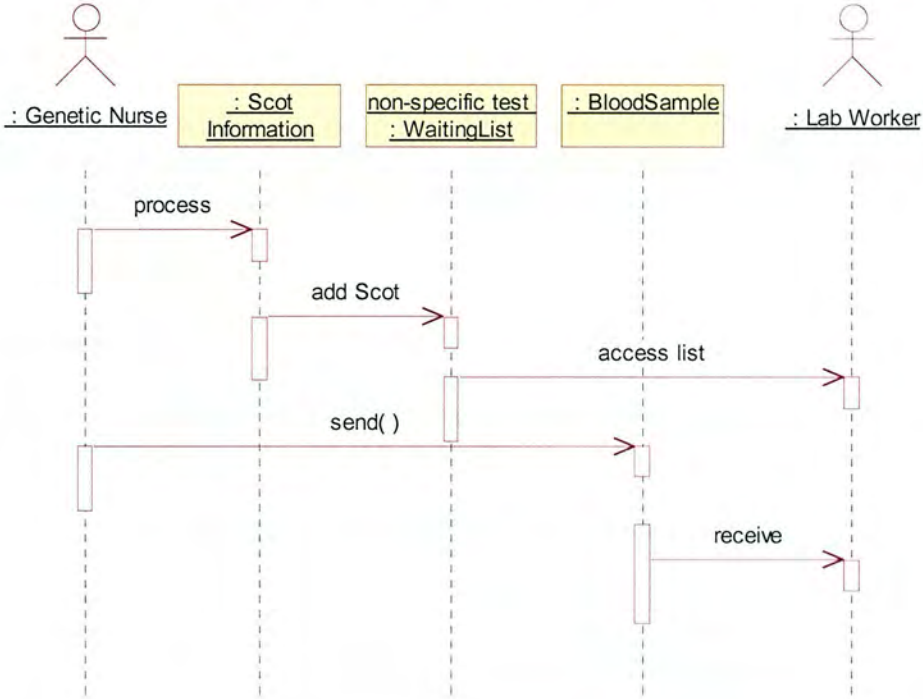 : Genetic Nurse
: Scot
Information
non-specific test
: WaitingList
: BloodSample
: Lab Worker
process
add Scot
access list
send( )
receive